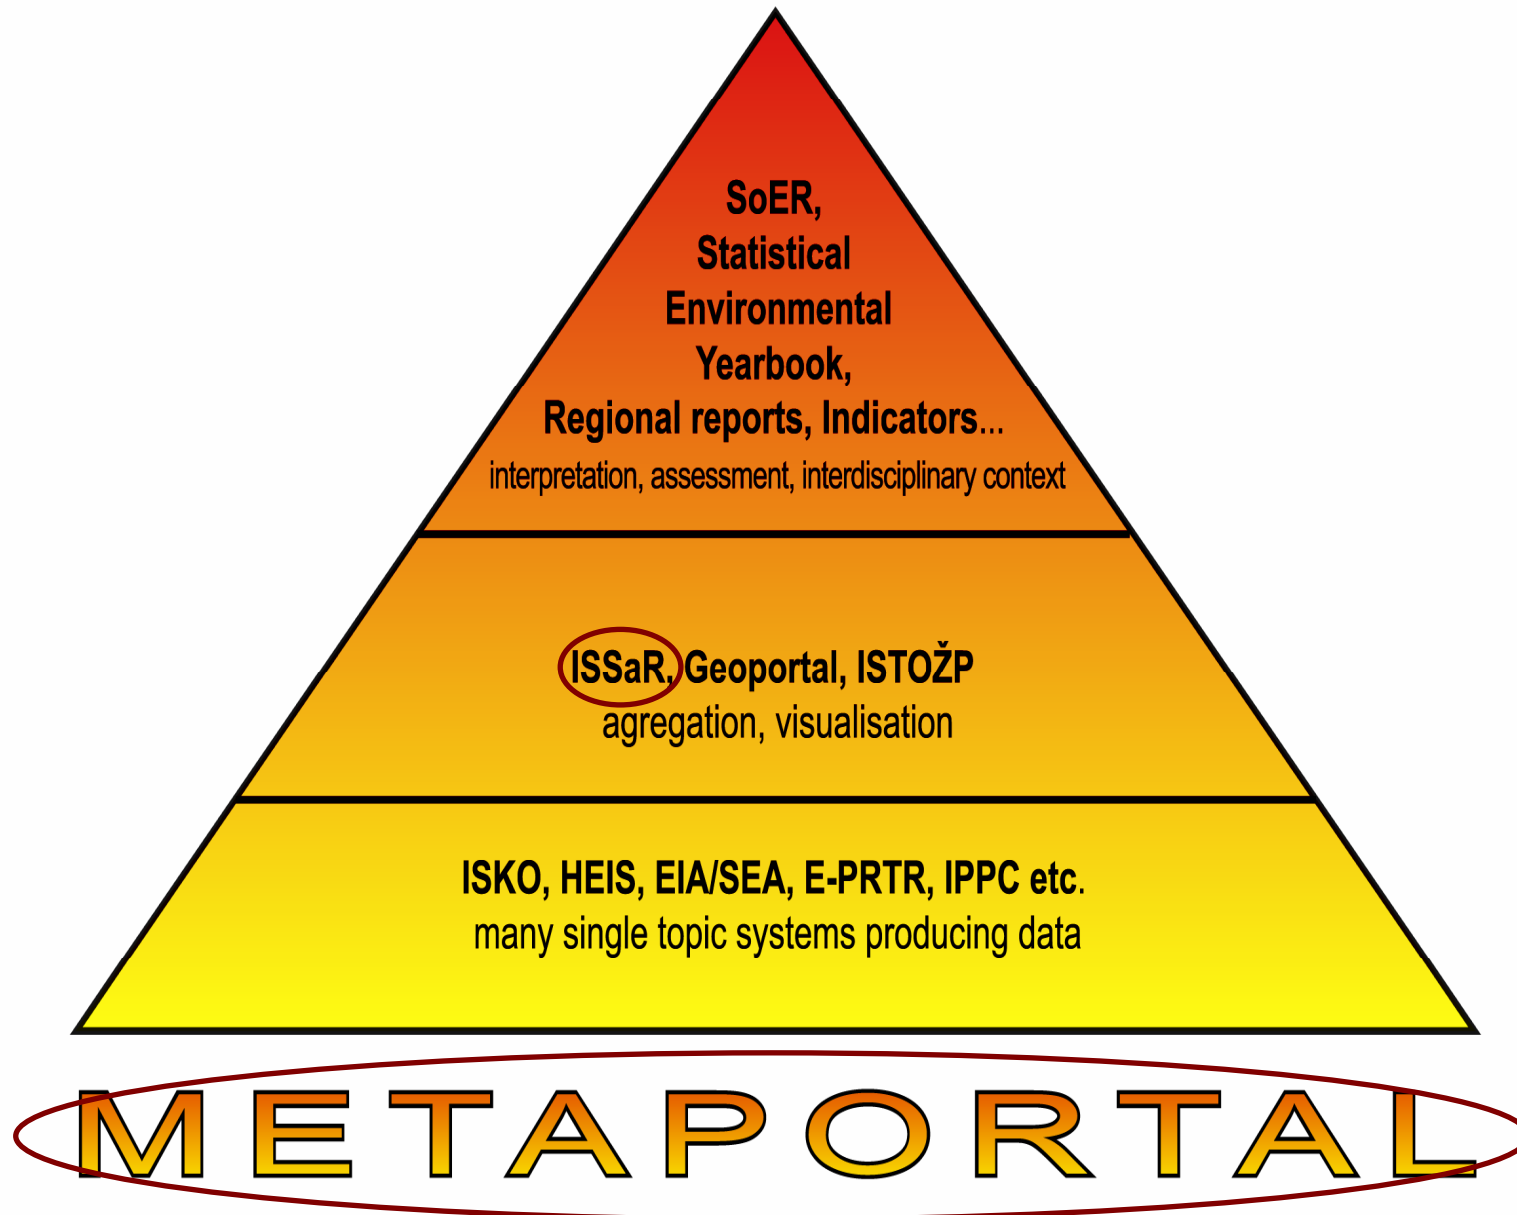 SoER,
Statistical
Environmental
Yearbook,
Regional reports, Indicators...
interpretation, assessment, interdisciplinary context
ISSaR, Geoportal, ISTOŽP
agregation, visualisation
ISKO, HEIS, EIA/SEA, E-PRTR, IPPC etc.
many single topic systems producing data
METAPORTAL